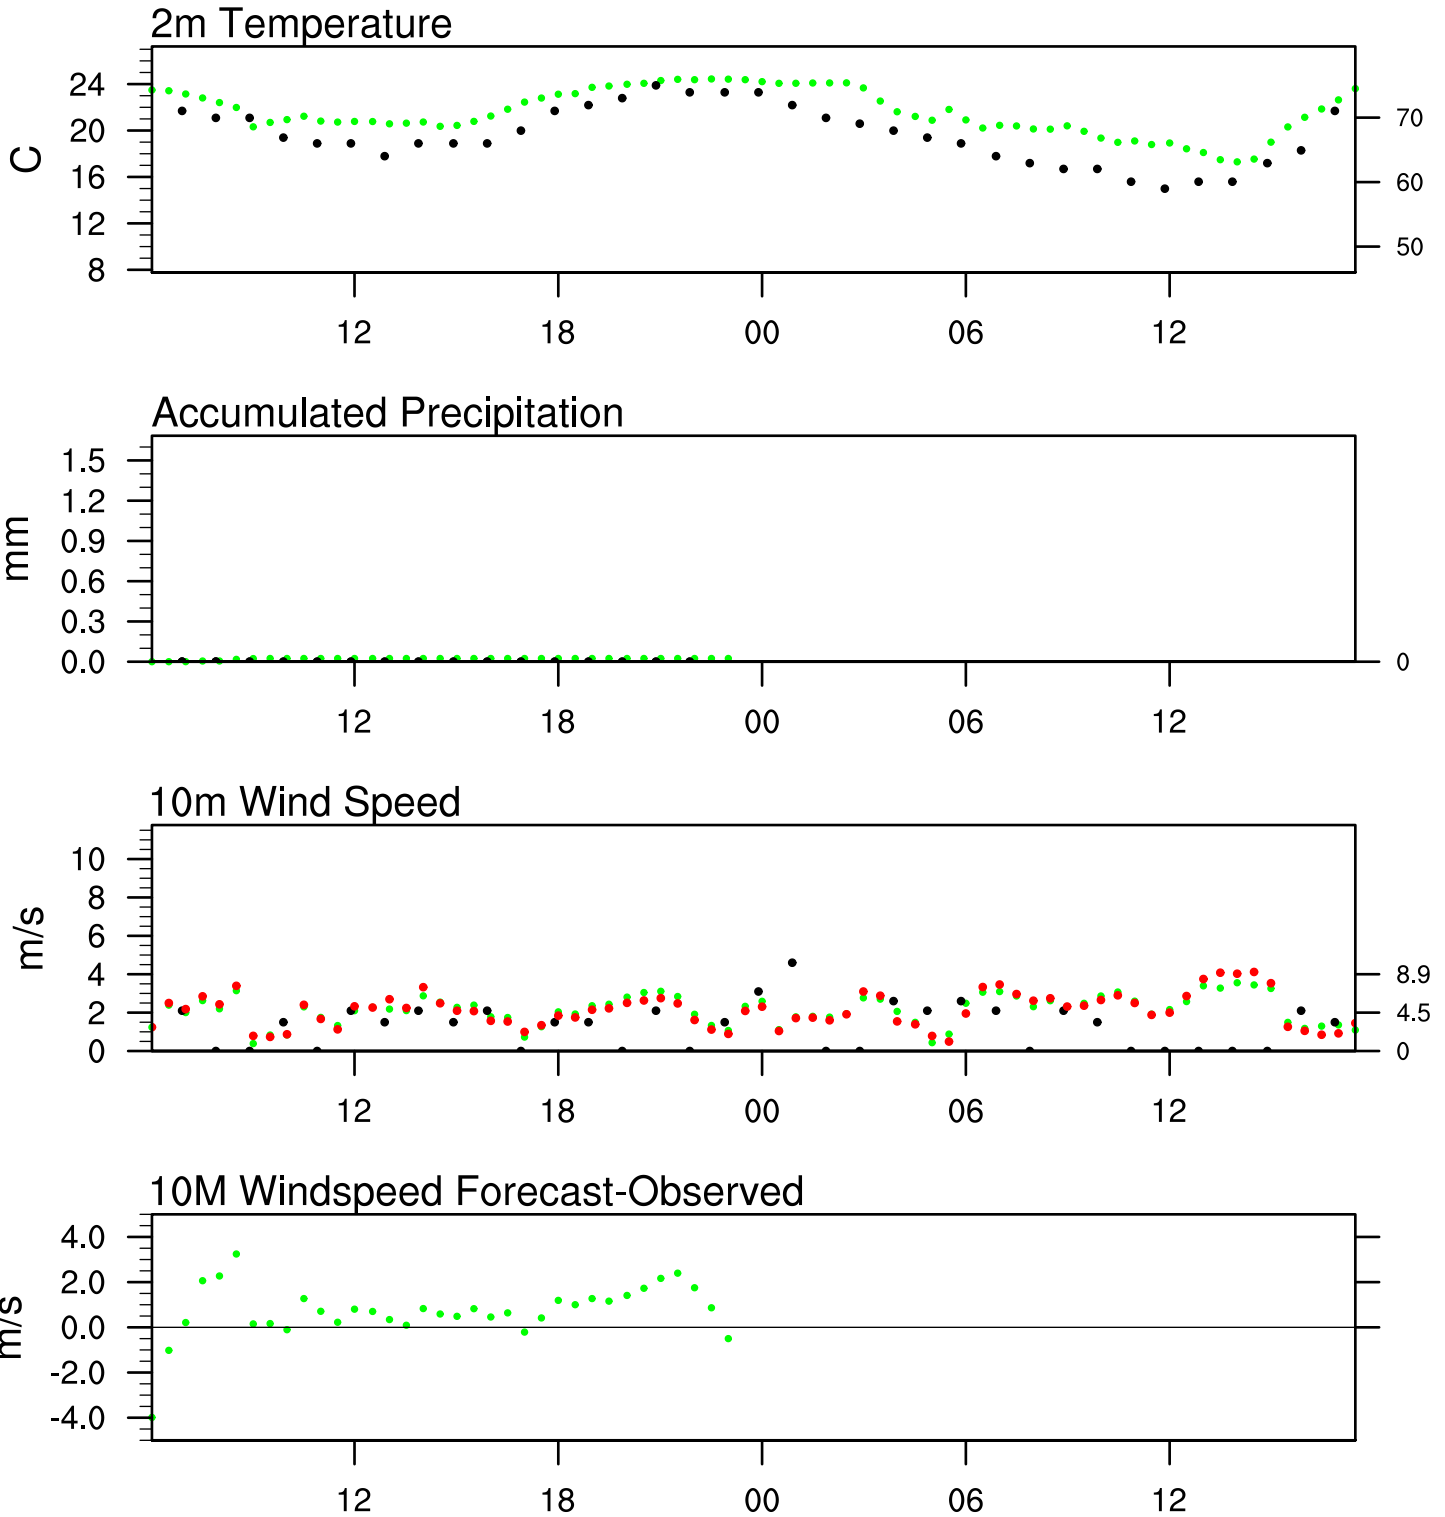 2m Temperature
24
20
16
12
8
C
70
60
50
12 18 00 06 12
Accumulated Precipitation
1.5
1.2
0.9
0.6
0.3
0.0
mm
0
12 18 00 06 12
10m Wind Speed
10
8
6
4
2
0
m/s
8.9
4.5
0
12 18 00 06 12
10M Windspeed Forecast-Observed
4.0
2.0
0.0
-2.0
-4.0
m/s
12 18 00 06 12